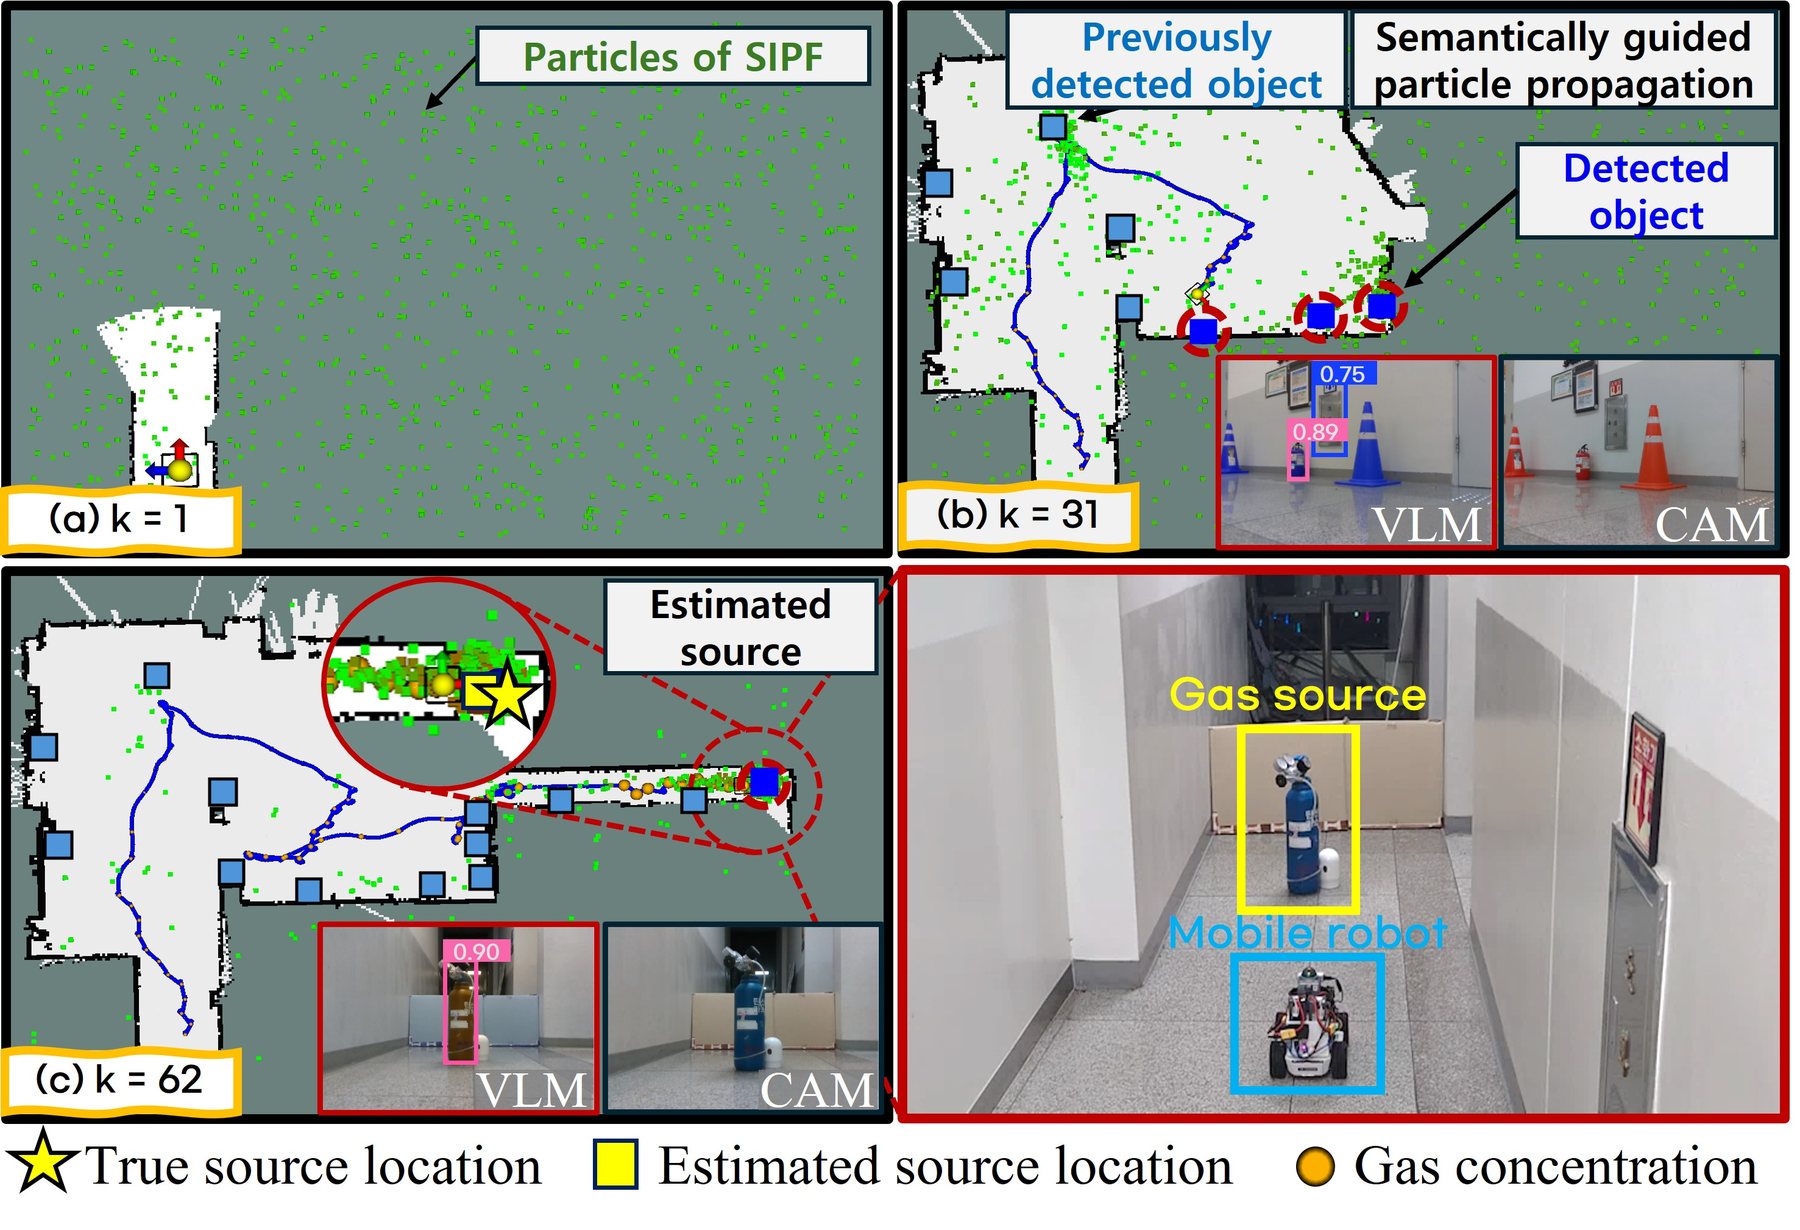 Particles of SIPF
(a) k = 1
Previously
detected object
Semantically guided
particle propagation
Detected
object
0.75
0.89
VLM
CAM
(b) k = 31
Estimated
source
0.90
VLM
CAM
(c) k = 62
Gas source
Mobile robot
True source location
Estimated source location
Gas concentration